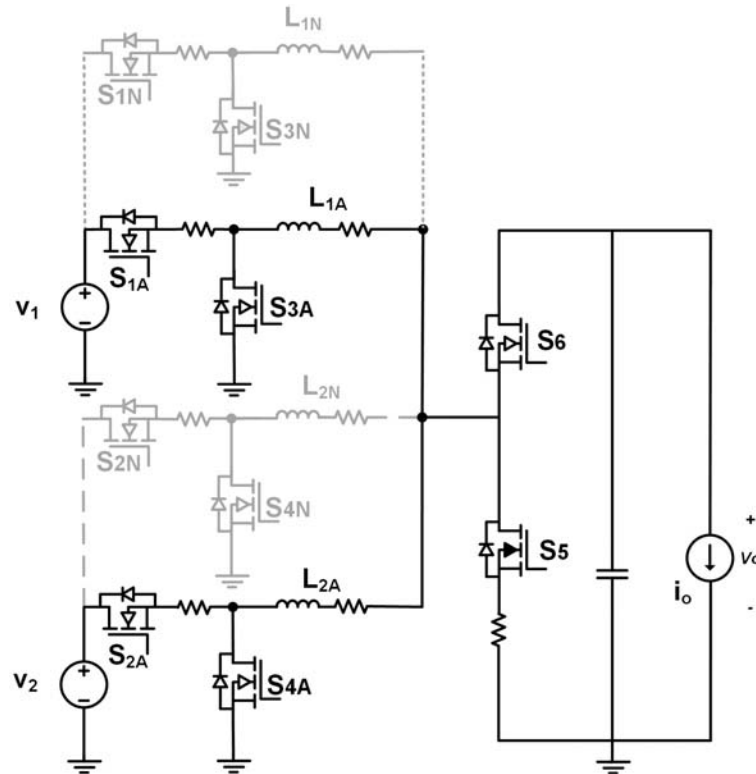 L1N
S1N
S3N
L1A
S1A
v1
+
−
S3A
S6
L2N
S2N
S4N
S5
+
Vo
-
io
L2A
S2A
v2
+
−
S4A